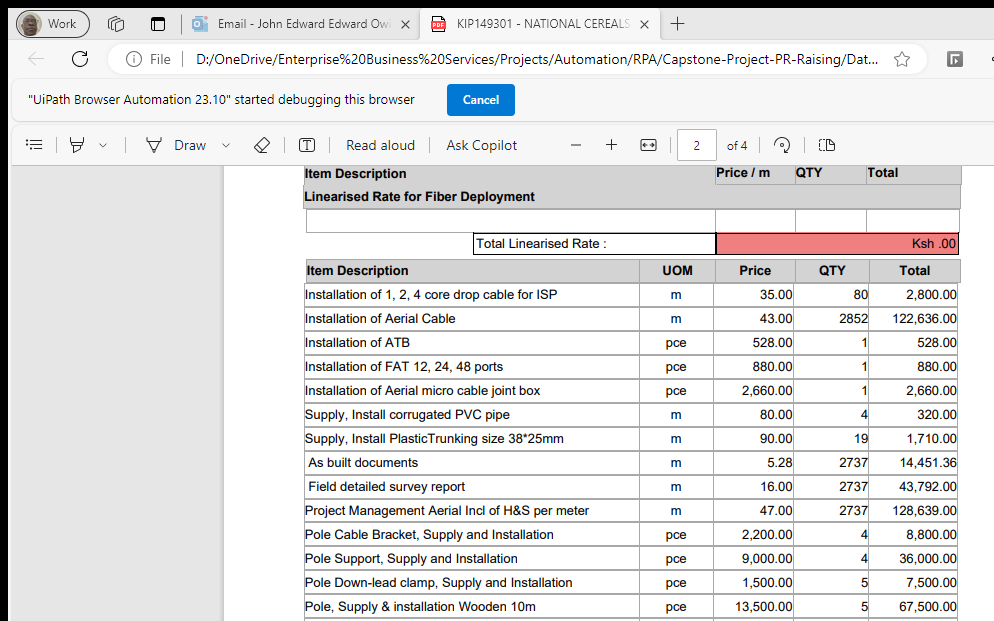 Work
Email - John Edward Edward Ow
KIP149301 - NATIONAL CEREALS
File
D:/OneDrive/Enterprise%20Business%20Services/Projects/Automation/RPA/Capstone-Project-PR-Raising/Dat...
"UiPath Browser Automation 23.10" started debugging this browser
Cancel
Draw
Read aloud
Ask Copilot
2 of 4
Item Description Price / m QTY Total
Linearised Rate for Fiber Deployment
Total Linearised Rate : Ksh .00
Item Description UOM Price QTY Total
Installation of 1, 2, 4 core drop cable for ISP m 35.00 80 2,800.00
Installation of Aerial Cable m 43.00 2852 122,636.00
Installation of ATB pce 528.00 1 528.00
Installation of FAT 12, 24, 48 ports pce 880.00 1 880.00
Installation of Aerial micro cable joint box pce 2,660.00 1 2,660.00
Supply, Install corrugated PVC pipe m 80.00 4 320.00
Supply, Install PlasticTrunking size 38*25mm m 90.00 19 1,710.00
As built documents m 5.28 2737 14,451.36
Field detailed survey report m 16.00 2737 43,792.00
Project Management Aerial Incl of H&S per meter m 47.00 2737 128,639.00
Pole Cable Bracket, Supply and Installation pce 2,200.00 4 8,800.00
Pole Support, Supply and Installation pce 9,000.00 4 36,000.00
Pole Down-lead clamp, Supply and Installation pce 1,500.00 5 7,500.00
Pole, Supply & installation Wooden 10m pce 13,500.00 5 67,500.00